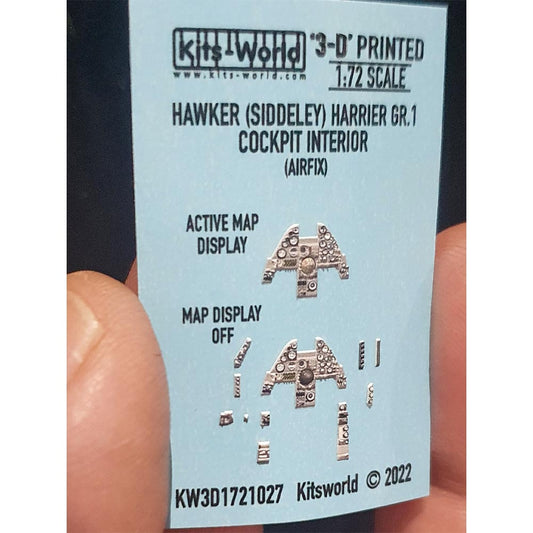 Kits-World
www.kits-world.com
'3-D' PRINTED
1:72 SCALE
HAWKER (SIDDELEY) HARRIER GR.1
COCKPIT INTERIOR
(AIRFIX)
ACTIVE MAP
DISPLAY
MAP DISPLAY
OFF
KW3D1721027 Kitsworld © 2022